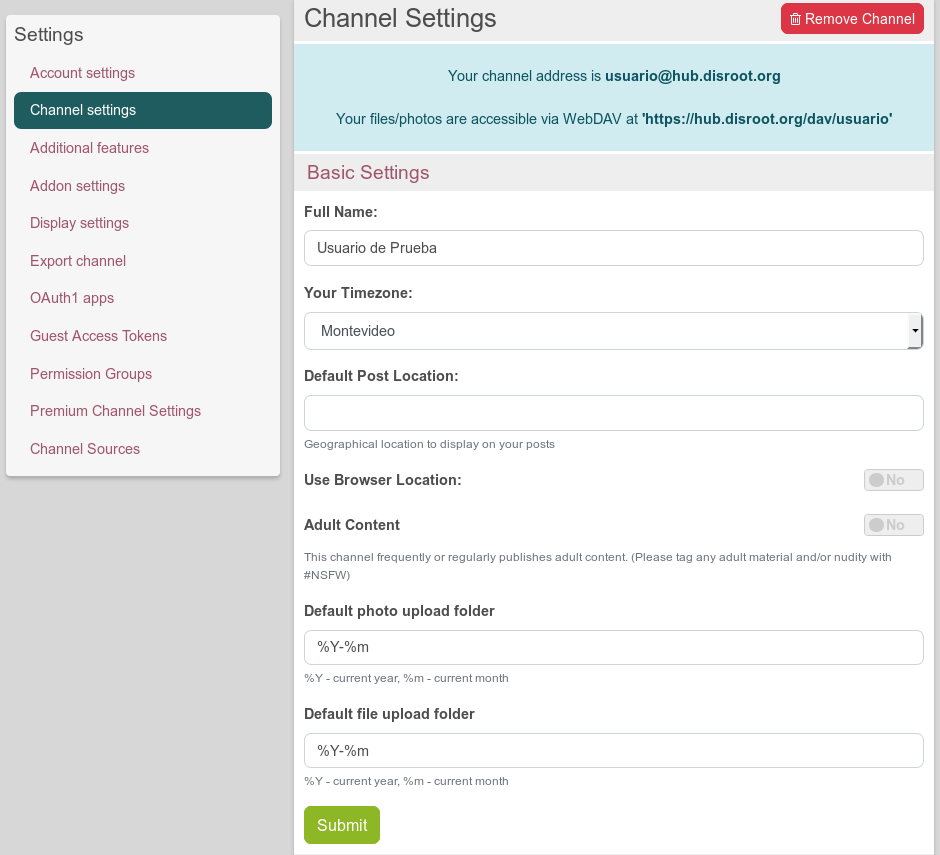 Settings
Account settings
Channel settings
Additional features
Addon settings
Display settings
Export channel
OAuth1 apps
Guest Access Tokens
Permission Groups
Premium Channel Settings
Channel Sources
Channel Settings
Remove Channel
Your channel address is usuario@hub.disroot.org
Your files/photos are accessible via WebDAV at 'https://hub.disroot.org/dav/usuario'
Basic Settings
Full Name:
Usuario de Prueba
Your Timezone:
Montevideo
Default Post Location:
Geographical location to display on your posts
Use Browser Location:
No
Adult Content
No
This channel frequently or regularly publishes adult content. (Please tag any adult material and/or nudity with
#NSFW)
Default photo upload folder
%Y-%m
%Y - current year, %m - current month
Default file upload folder
%Y-%m
%Y - current year, %m - current month
Submit